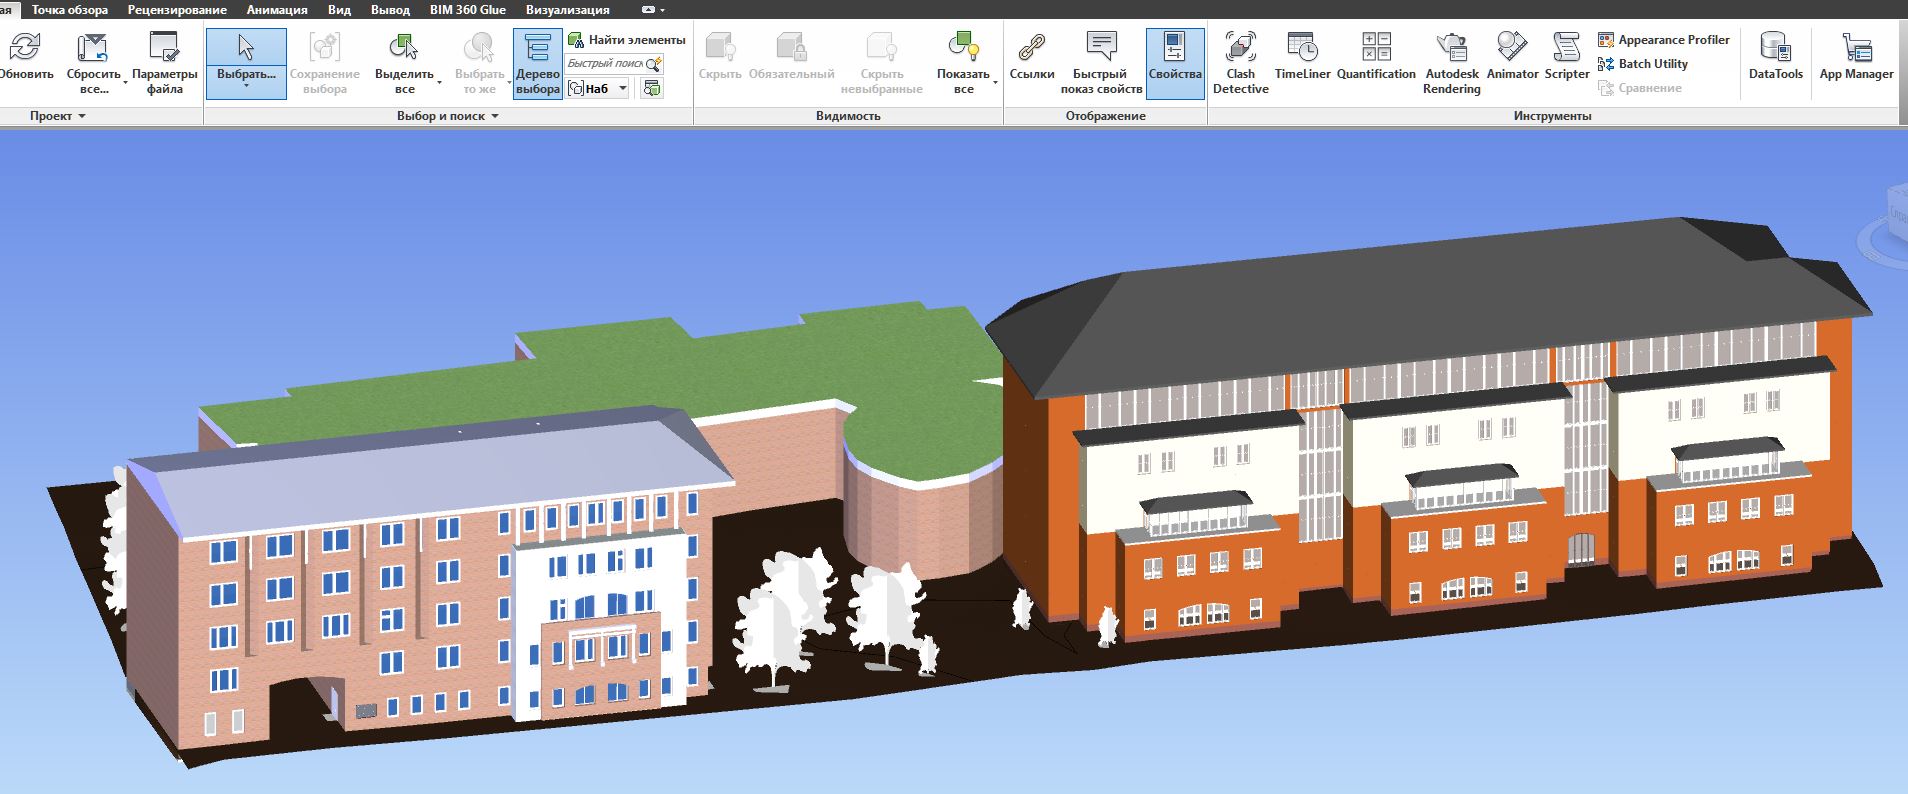 ая Точка обзора Рецензирование Анимация Вид Вывод BIM 360 Glue Визуализация
Обновить
Сбросить
все...
Параметры
файла
Проект
Выбрать...
Сохранение
выбора
Выделить
все
Выбрать
то же
Дерево
выбора
Найти элементы
Быстрый поиск
Наб
Выбор и поиск
Скрыть
Обязательный
Скрыть
невыбранные
Показать
все
Видимость
Ссылки
Быстрый
показ свойств
Свойства
Отображение
Clash
Detective
TimeLiner
Quantification
Autodesk
Rendering
Animator
Scripter
Appearance Profiler
Batch Utility
Сравнение
DataTools
App Manager
Инструменты